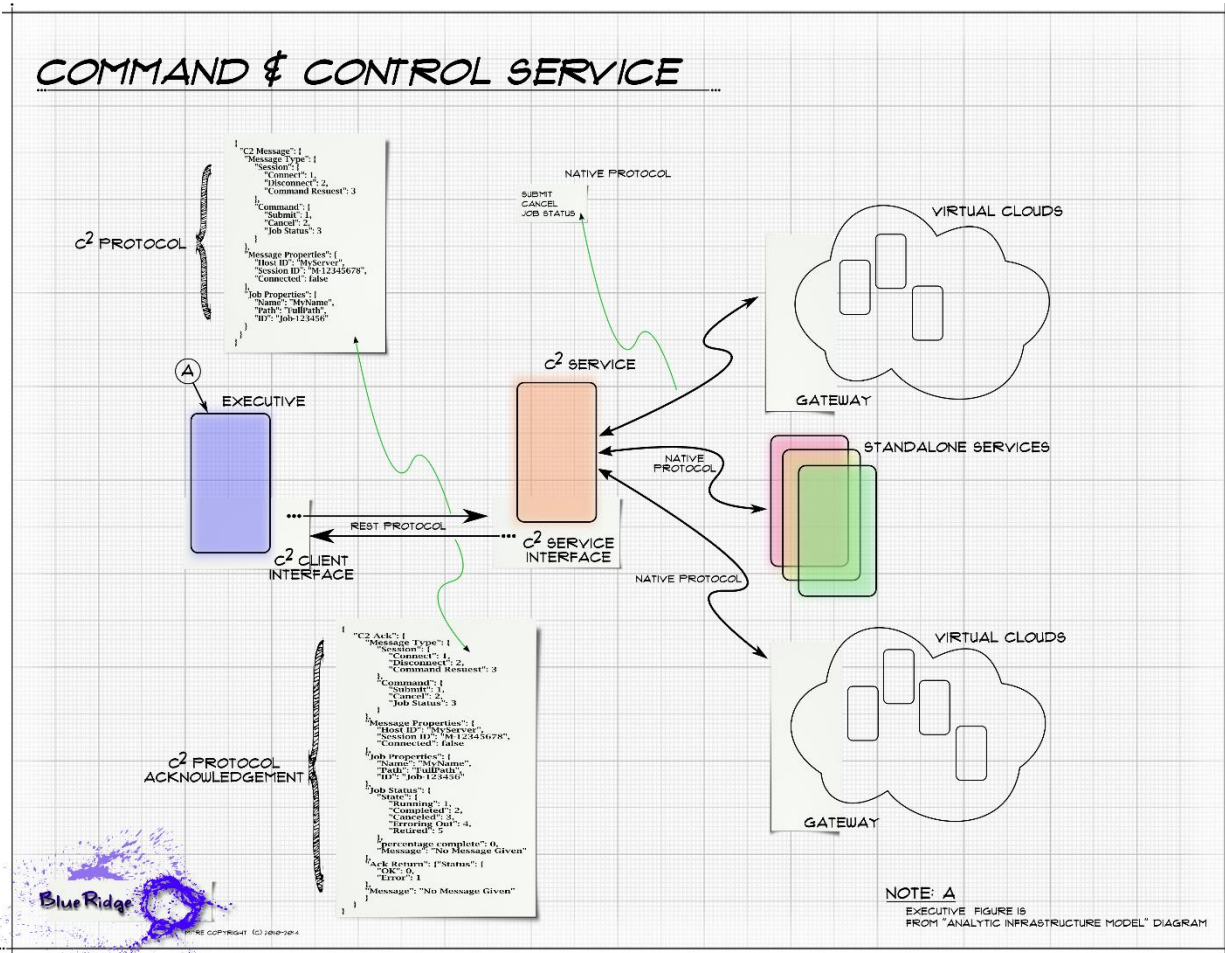 COMMAND & CONTROL SERVICE
{
"C2 Message": {
"Message Type": {
"Session": {
"Connect": 1,
"Disconnect": 2,
"Command Resuest": 3
},
"Command": {
"Submit": 1,
"Cancel": 2,
"Job Status": 3
}
},
"Message Properties": {
"Host ID": "MyServer",
"Session ID": "M-12345678",
"Connected": false
},
"Job Properties": {
"Name": "MyName",
"Path": "FullPath",
"ID": "Job-123456"
}
}
}
C2 PROTOCOL
NATIVE PROTOCOL
SUBMIT
CANCEL
JOB STATUS
VIRTUAL CLOUDS
GATEWAY
A
EXECUTIVE
C2 SERVICE
STANDALONE SERVICES
NATIVE
PROTOCOL
REST PROTOCOL
C2 CLIENT
INTERFACE
C2 SERVICE
INTERFACE
NATIVE PROTOCOL
VIRTUAL CLOUDS
GATEWAY
C2 PROTOCOL
ACKNOWLEDGEMENT
{
"C2 Ack": {
"Message Type": {
"Session": {
"Connect": 1,
"Disconnect": 2,
"Command Resuest": 3
},
"Command": {
"Submit": 1,
"Cancel": 2,
"Job Status": 3
}
},
"Message Properties": {
"Host ID": "MyServer",
"Session ID": "M-12345678",
"Connected": false
},
"Job Properties": {
"Name": "MyName",
"Path": "FullPath",
"ID": "Job-123456"
},
"Job Status": {
"State": {
"Running": 1,
"Completed": 2,
"Canceled": 3,
"Erroring Out": 4,
"Retired": 5
},
"percentage complete": 0,
"Message": "No Message Given"
},
"Ack Return": {"Status": {
"OK": 0,
"Error": 1
},
"Message": "No Message Given"
}
}
BlueRidge
MITRE COPYRIGHT (C) 2010-2014
NOTE: A
EXECUTIVE FIGURE IS
FROM "ANALYTIC INFRASTRUCTURE MODEL" DIAGRAM